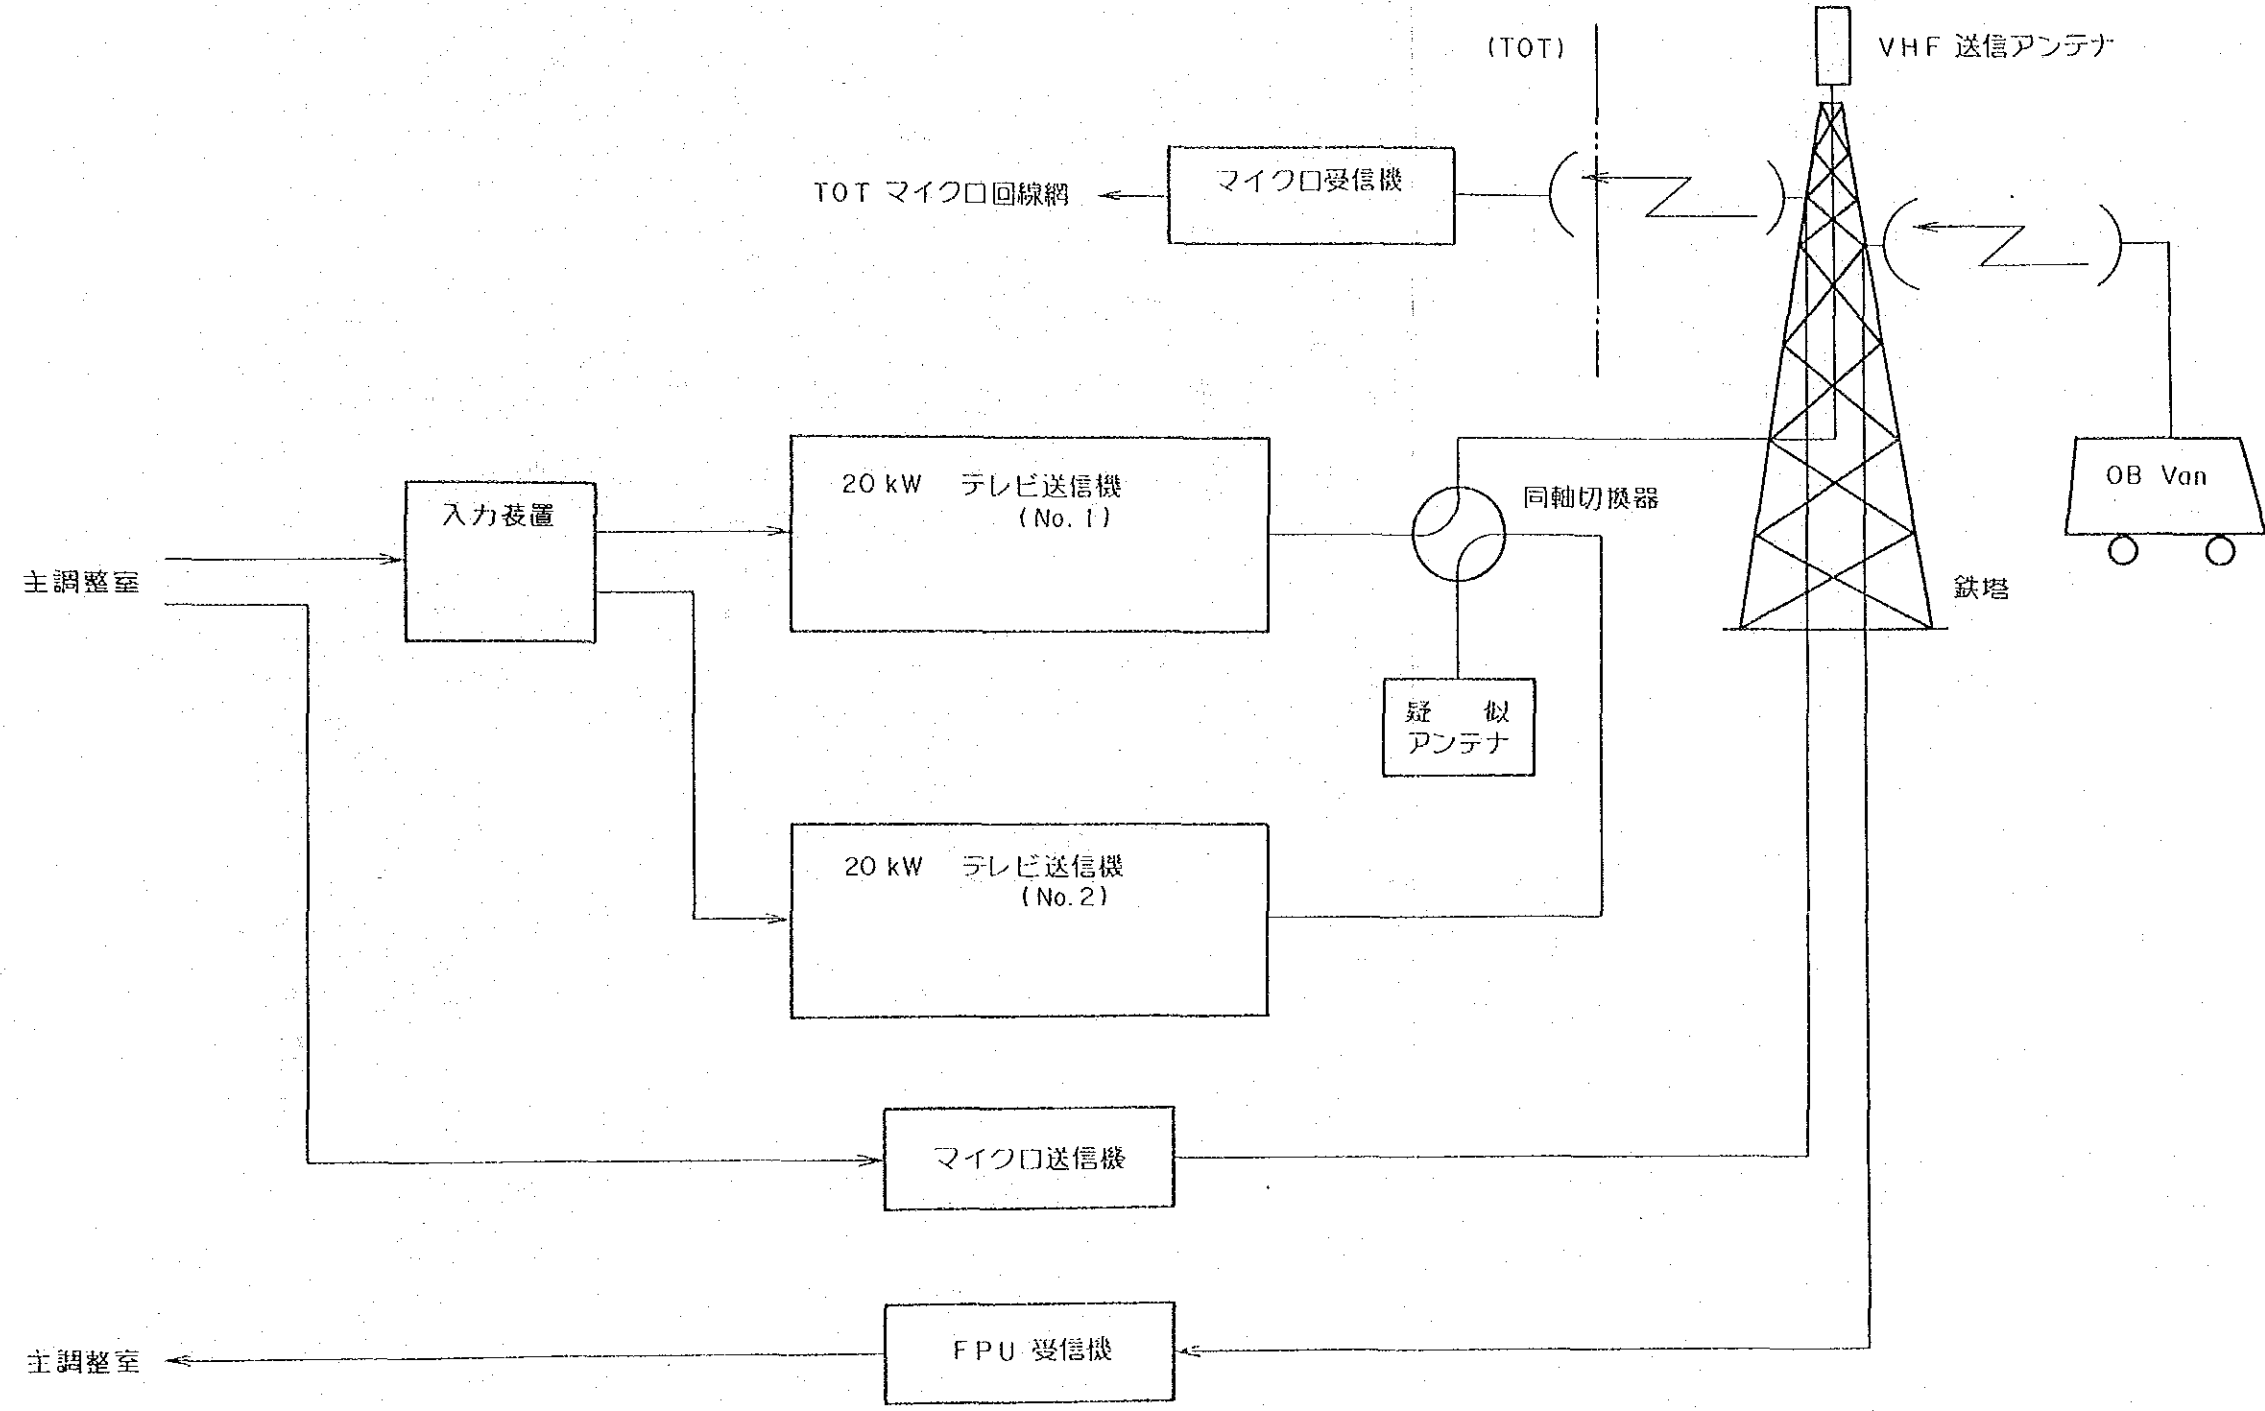 (TOT)
VHF 送信アンテナ
マイクロ受信機
TOT マイクロ回線網
OB Van
20 kW テレビ送信機
(No. 1)
同軸切換器
入力装置
主調整室
鉄塔
疑似
アンテナ
20 kW テレビ送信機
(No. 2)
マイクロ送信機
FPU 受信機
主調整室